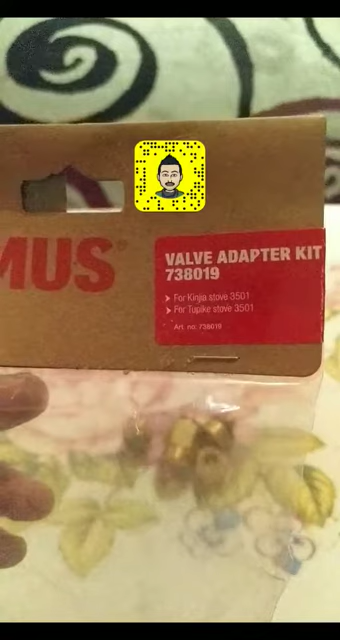 MUS®
VALVE ADAPTER KIT
738019
> For Kinjia stove 3501
> For Tupike stove 3501
Art. no: 738019